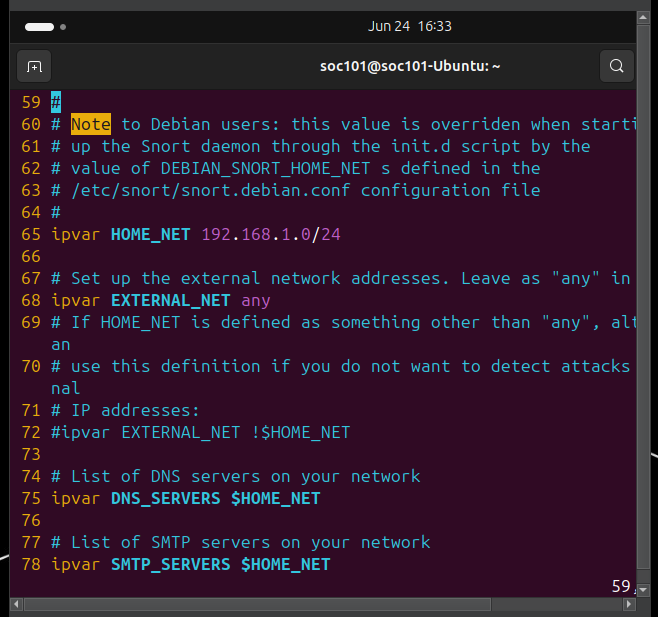 Jun 24 16:33
soc101@soc101-Ubuntu: ~
59 #
60 # Note to Debian users: this value is overriden when starti
61 # up the Snort daemon through the init.d script by the
62 # value of DEBIAN_SNORT_HOME_NET s defined in the
63 # /etc/snort/snort.debian.conf configuration file
64 #
65 ipvar HOME_NET 192.168.1.0/24
66
67 # Set up the external network addresses. Leave as "any" in
68 ipvar EXTERNAL_NET any
69 # If HOME_NET is defined as something other than "any", alt
an
70 # use this definition if you do not want to detect attacks
nal
71 # IP addresses:
72 #ipvar EXTERNAL_NET !$HOME_NET
73
74 # List of DNS servers on your network
75 ipvar DNS_SERVERS $HOME_NET
76
77 # List of SMTP servers on your network
78 ipvar SMTP_SERVERS $HOME_NET
59,